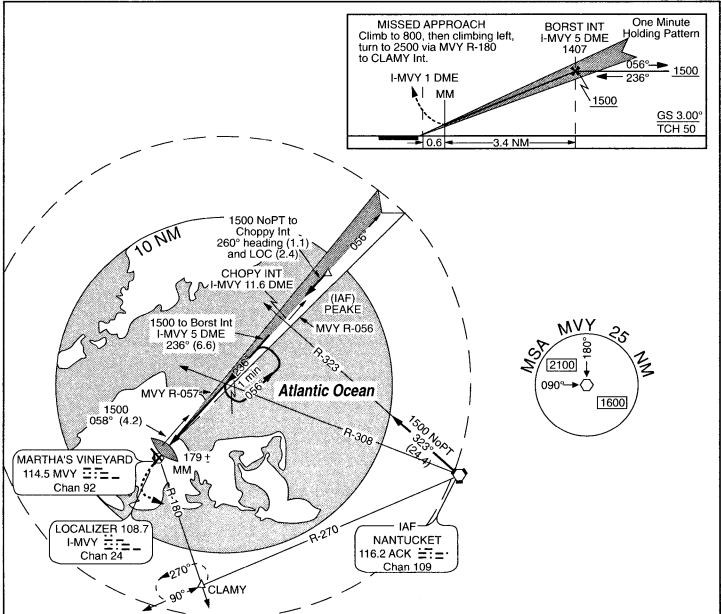 MISSED APPROACH
Climb to 800, then climbing left,
turn to 2500 via MVY R-180
to CLAMY Int.
BORST INT
I-MVY 5 DME
1407
One Minute
Holding Pattern
056°
236°
1500
I-MVY 1 DME
MM
1500
GS 3.00°
TCH 50
0.6
3.4 NM
10 NM
1500 NoPT to
Choppy Int
260° heading (1.1)
and LOC (2.4)
056°
CHOPY INT
I-MVY 11.6 DME
(IAF)
PEAKE
MVY R-056
1500 to Borst Int
I-MVY 5 DME
236° (6.6)
R-323
236°
1 min
056°
MVY R-057
Atlantic Ocean
1500
058° (4.2)
R-308
1500 NoPT
323°
(24.4)
MARTHA'S VINEYARD
114.5 MVY
Chan 92
179 ±
MM
R-180
LOCALIZER 108.7
I-MVY
Chan 24
R-270
IAF
NANTUCKET
116.2 ACK
Chan 109
270°
90°
CLAMY
MSA MVY 25 NM
180°
2100
090°
1600